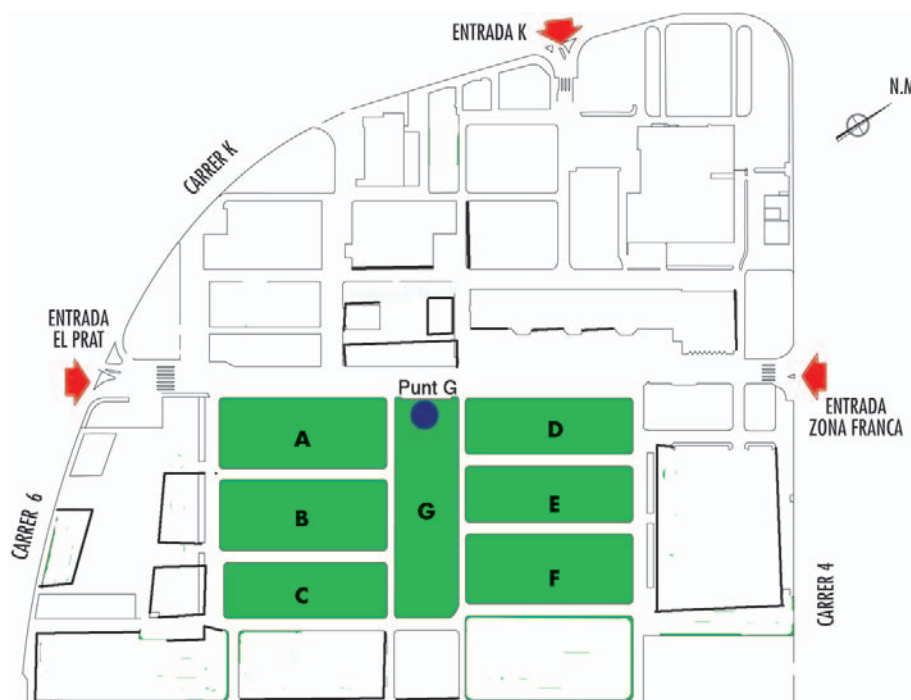 ENTRADA K
N.M
CARRER K
ENTRADA
EL PRAT
Punt G
A
D
ENTRADA
ZONA FRANCA
B
G
E
CARRER 6
C
F
CARRER 4